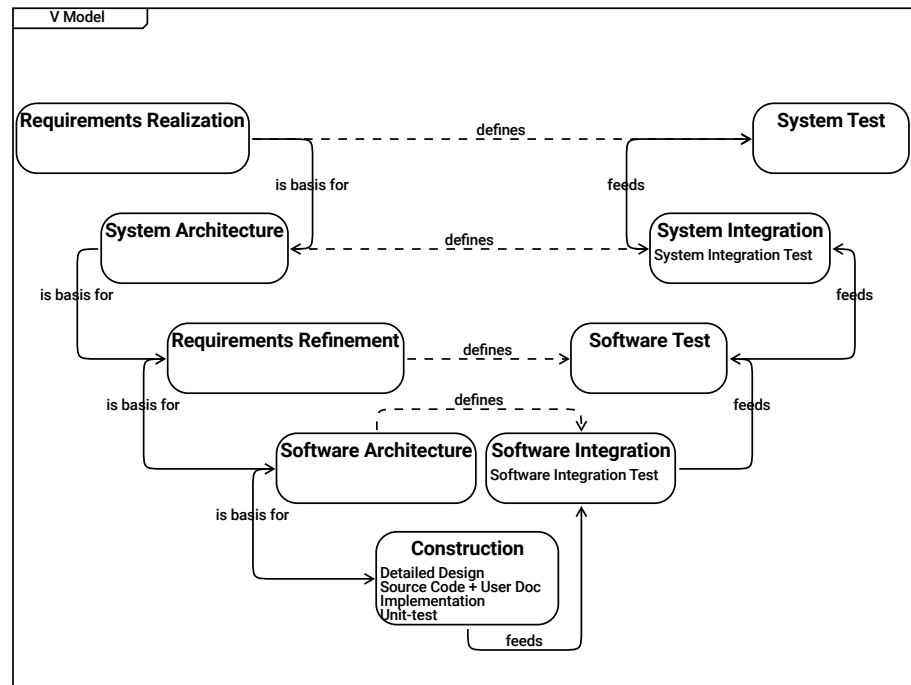 V Model
Requirements Realization
defines
System Test
is basis for
feeds
System Architecture
defines
System Integration
System Integration Test
is basis for
feeds
Requirements Refinement
defines
Software Test
is basis for
defines
feeds
Software Architecture
Software Integration
Software Integration Test
is basis for
Construction
Detailed Design
Source Code + User Doc
Implementation
Unit-test
feeds